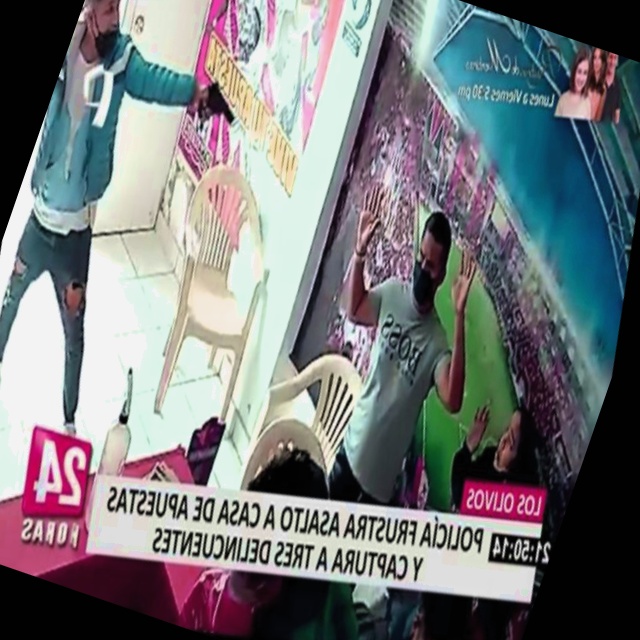 Lunes a Viernes 5:30 pm
BOSS
LOS OLIVOS
21:50:14
POLICÍA FRUSTRA ASALTO A CASA DE APUESTAS
Y CAPTURA A TRES DELINCUENTES
24
HORAS